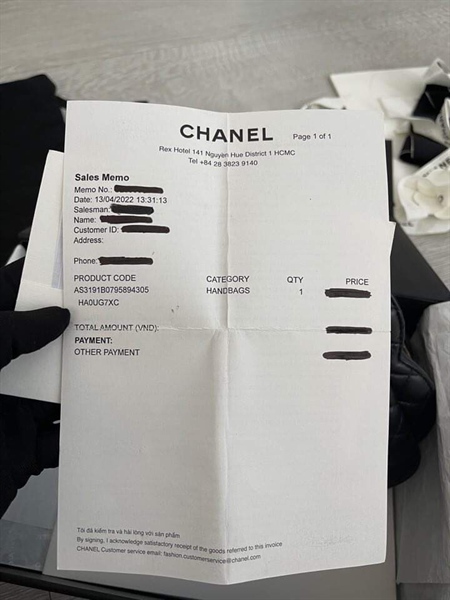 CHANEL
Page 1 of 1
Rex Hotel 141 Nguyen Hue District 1 HCMC
Tel +84 28 3823 9140
Sales Memo
Memo No.:
Date: 13/04/2022 13:31:13
Salesman:
Name:
Customer ID:
Address:
Phone:
PRODUCT CODE CATEGORY QTY PRICE
AS3191B0795894305 HANDBAGS 1
HA0UG7XC
TOTAL AMOUNT (VND):
PAYMENT:
OTHER PAYMENT
Tôi đã kiểm tra và hài lòng với sản phẩm
By signing, I acknowledge satisfactory receipt of the goods referred to this invoice
CHANEL Customer service email: fashion.customerservice@chanel.com